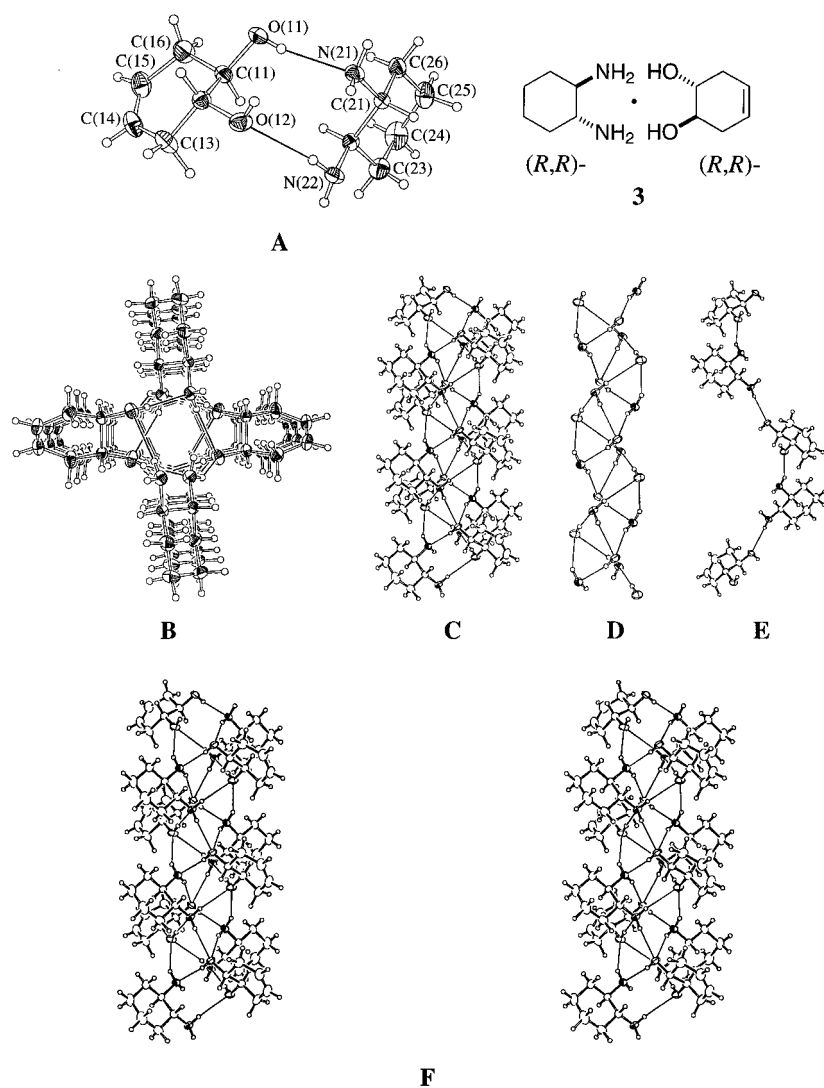 O(11)
C(16)
C(15)
N(21)
C(26)
C(11)
C(25)
C(21)
C(14)
O(12)
C(24)
C(13)
C(23)
N(22)
A
NH₂ HO
•
NH₂ HO
(R,R)- (R,R)-
3
B C D E
F